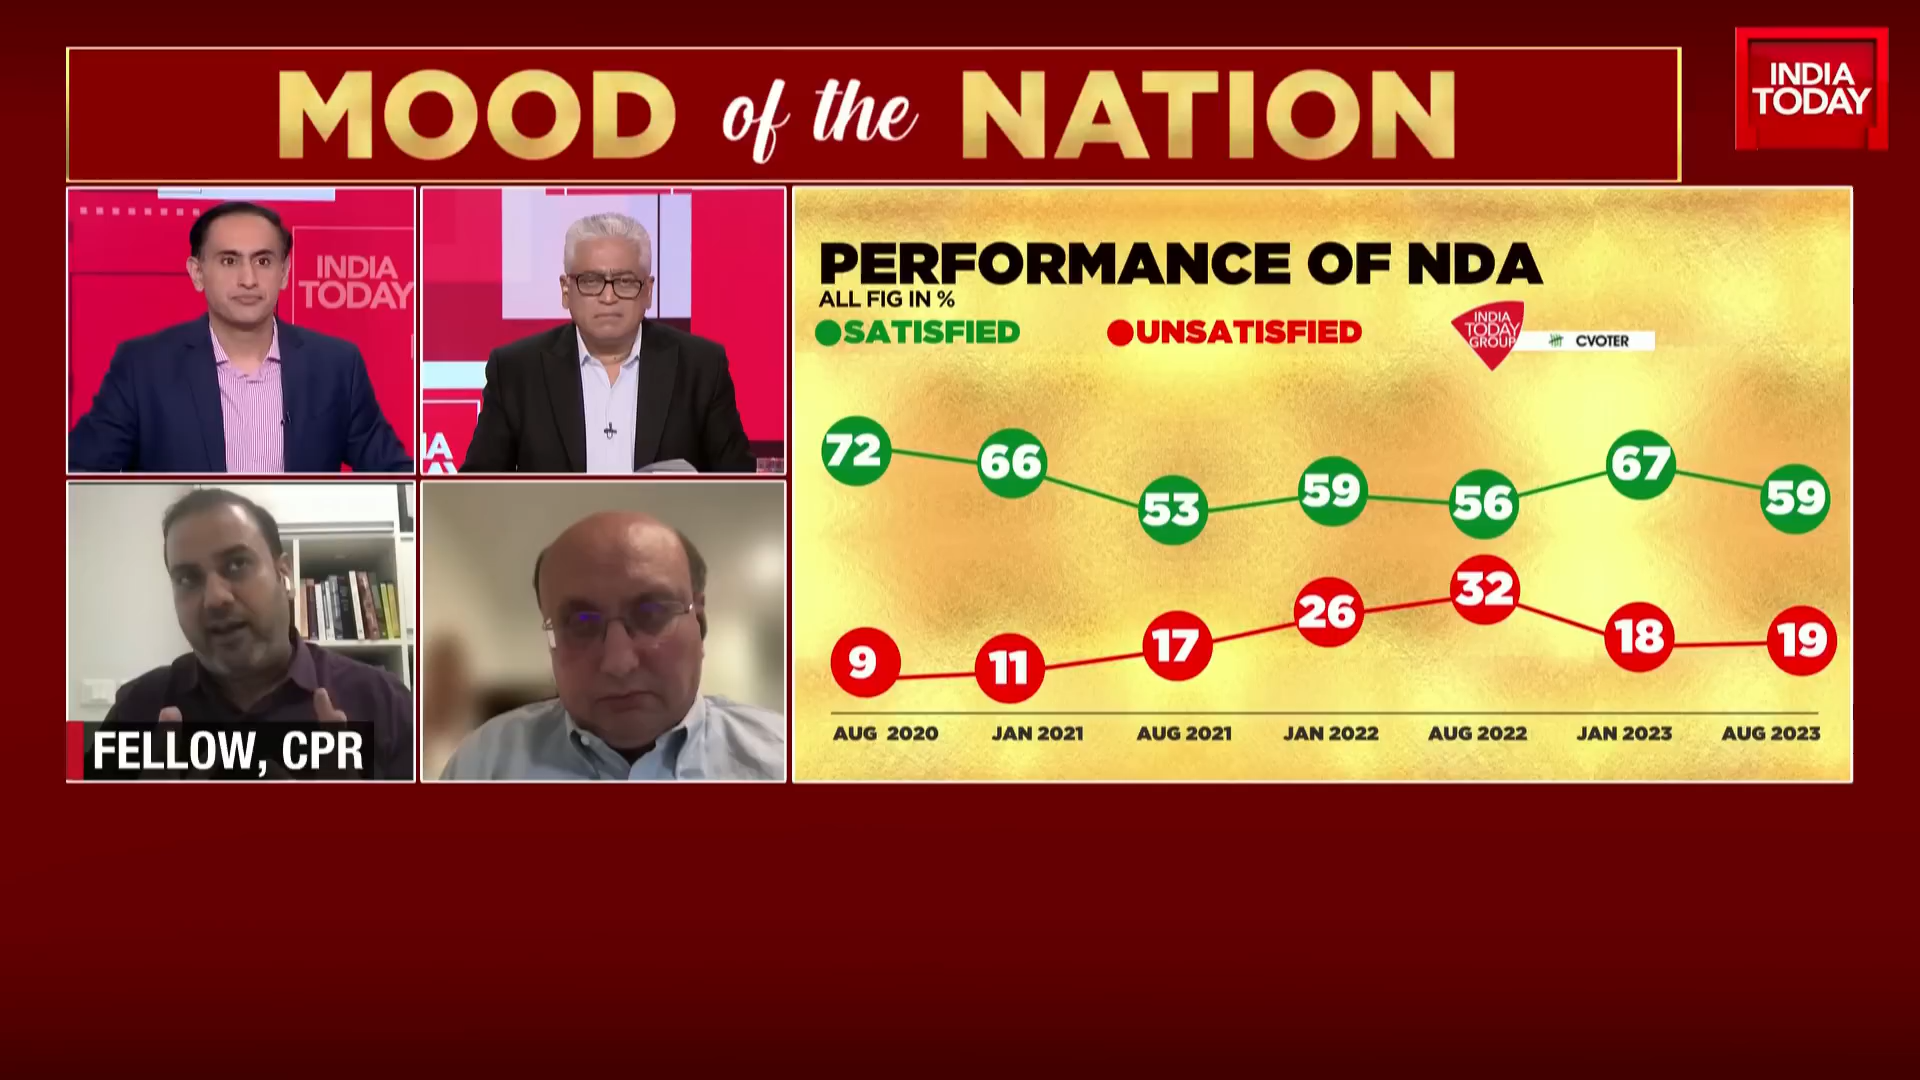 MOOD of the NATION
INDIA
TODAY
INDIA
TODAY
FELLOW, CPR
PERFORMANCE OF NDA
ALL FIG IN %
SATISFIED
UNSATISFIED
INDIA
TODAY
GROUP
CVOTER
72 66 53 59 56 67 59
9 11 17 26 32 18 19
AUG 2020 JAN 2021 AUG 2021 JAN 2022 AUG 2022 JAN 2023 AUG 2023